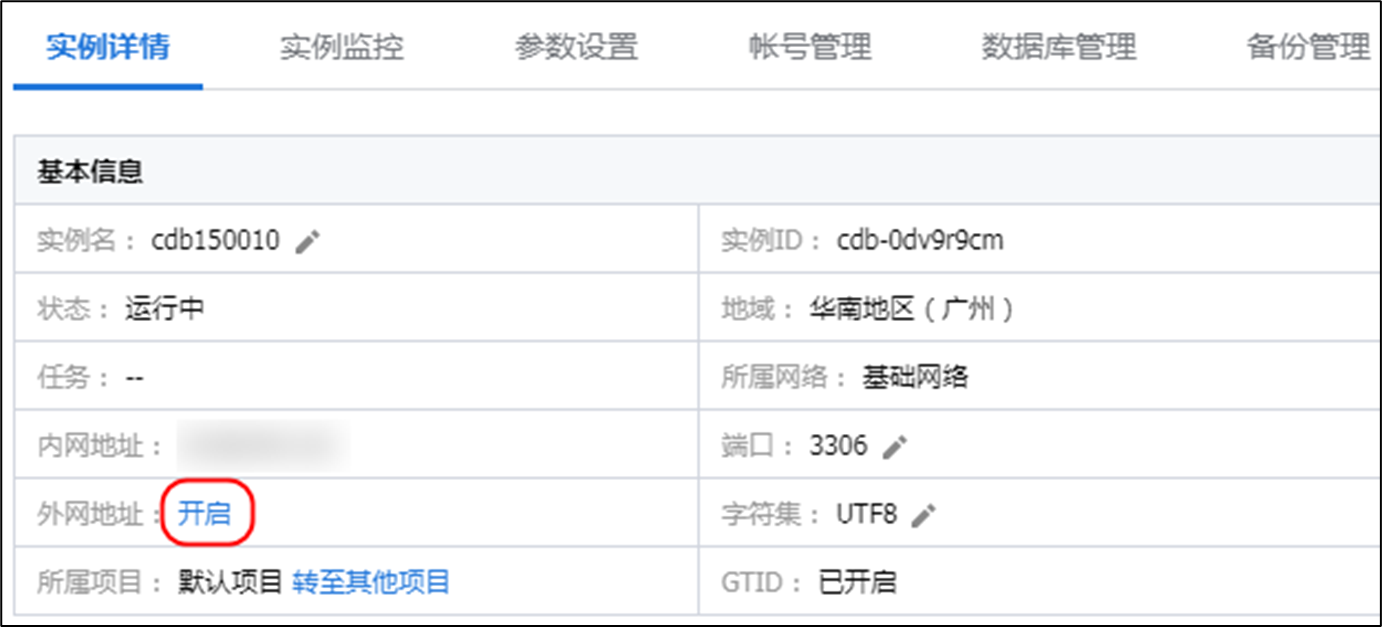 实例详情 实例监控 参数设置 帐号管理 数据库管理 备份管理
基本信息
实例名： cdb150010 实例ID： cdb-0dv9r9cm
状态： 运行中 地域： 华南地区（广州）
任务： -- 所属网络： 基础网络
内网地址： 端口： 3306
外网地址： 开启 字符集： UTF8
所属项目： 默认项目 转至其他项目 GTID： 已开启